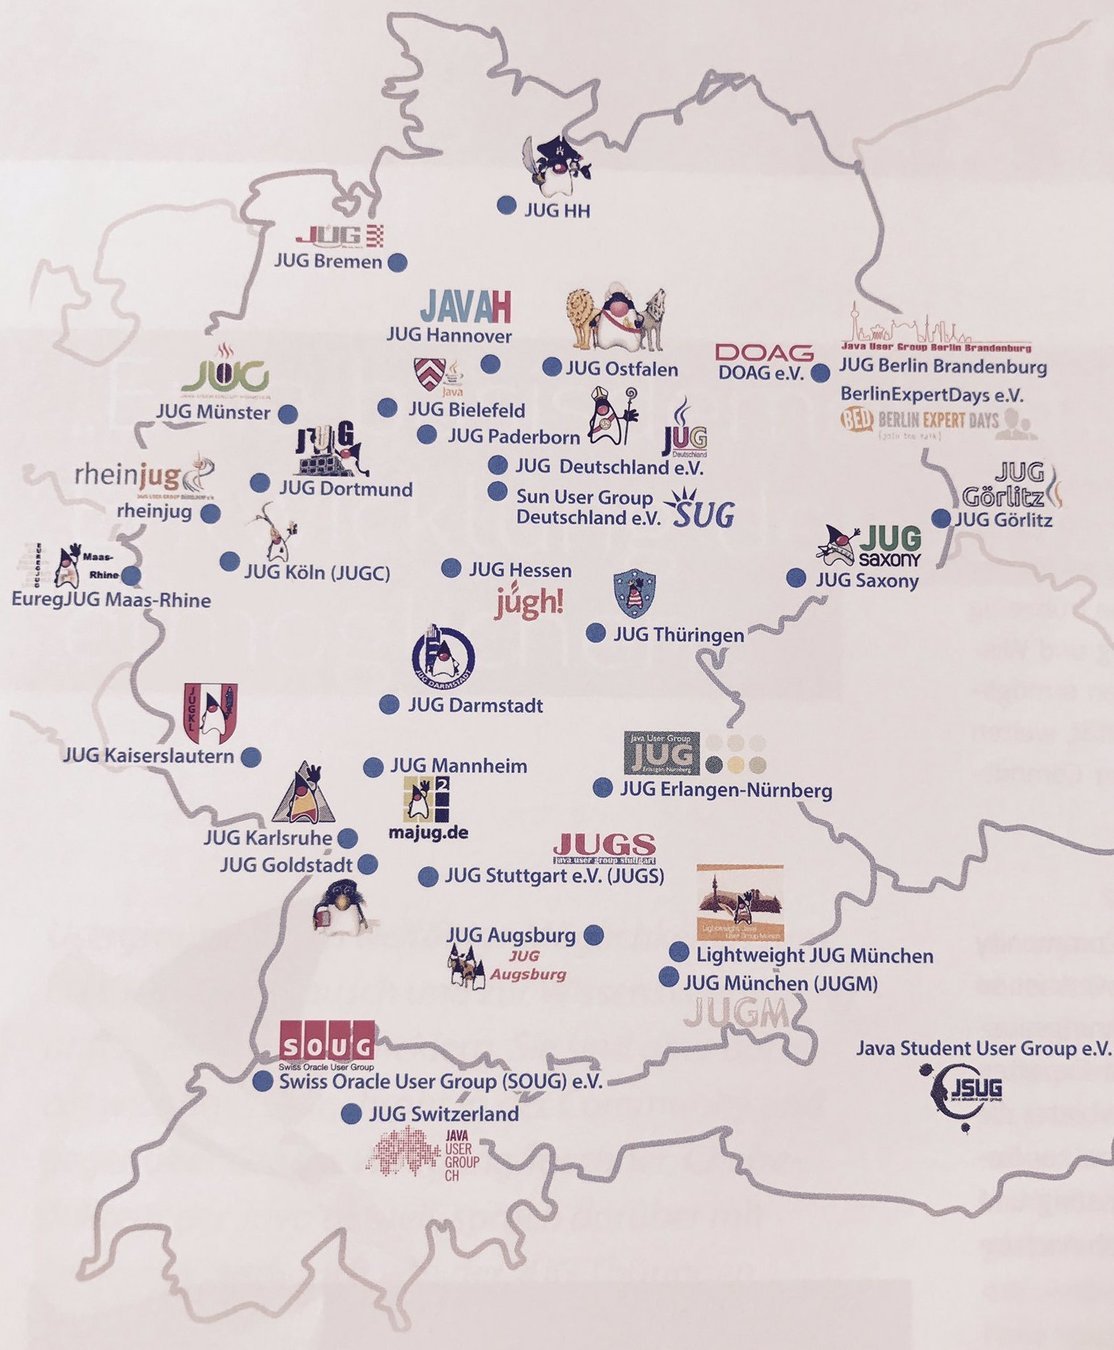 JUG HH
JUG
JUG Bremen
JAVAH
JUG Hannover
JUG Ostfalen
DOAG
DOAG e.V.
Java User Group Berlin Brandenburg
JUG Berlin Brandenburg
BerlinExpertDays e.V.
BED BERLIN EXPERT DAYS
(join the talk)
JUG
JUG Münster
Java
JUG Bielefeld
JUG Paderborn
JUG
Deutschland
JUG Deutschland e.V.
Sun User Group
Deutschland e.V.
SUG
JUG
JUG Dortmund
rheinjug
rheinjug
JUG
Görlitz
JUG Görlitz
JUG
saxony
JUG Saxony
Maas-
Rhine
EuregJUG Maas-Rhine
JUG Köln (JUGC)
JUG Hessen
jugh!
JUG Thüringen
JUG DARMSTADT
JUG Darmstadt
JUGKL
JUG Kaiserslautern
JUG Mannheim
2
majug.de
Java User Group
JUG
Erlangen-Nürnberg
JUG Erlangen-Nürnberg
JUG Karlsruhe
JUG Goldstadt
JUGS
java user group stuttgart
JUG Stuttgart e.V. (JUGS)
JUG Augsburg
JUG
Augsburg
Lightweight JUG München
JUG München (JUGM)
JUGM
SOUG
Swiss Oracle User Group
Swiss Oracle User Group (SOUG) e.V.
JUG Switzerland
JAVA
USER
GROUP
CH
Java Student User Group e.V.
JSUG
java student user group